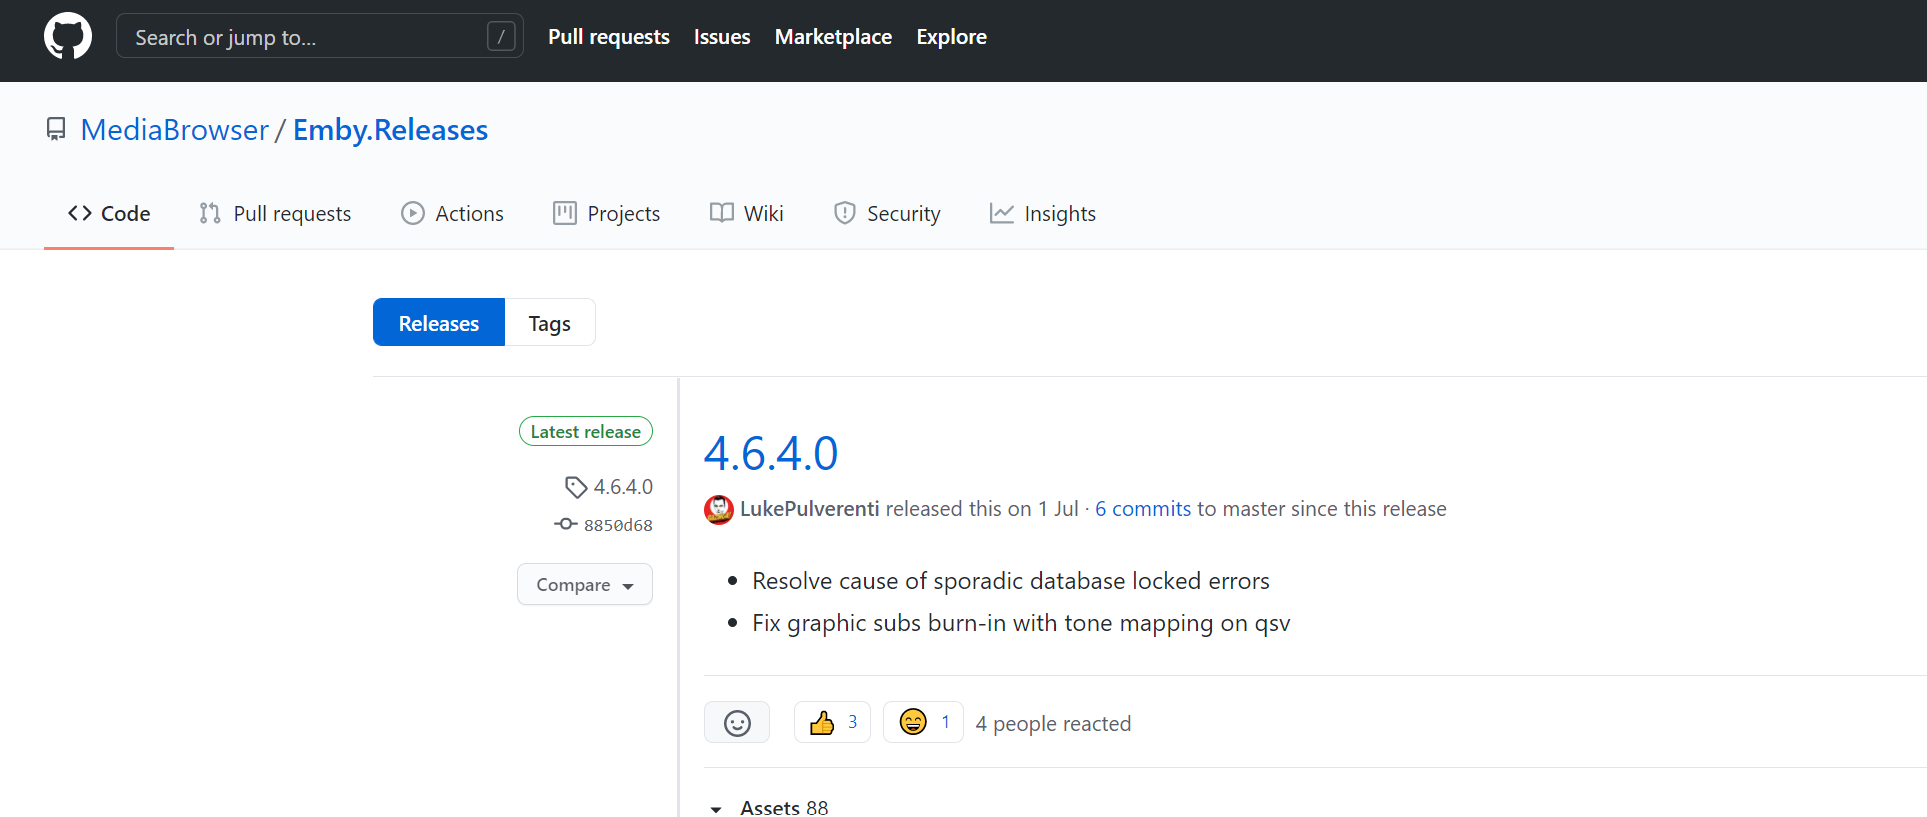 Search or jump to... /
Pull requests Issues Marketplace Explore
MediaBrowser / Emby.Releases
Code Pull requests Actions Projects Wiki Security Insights
Releases Tags
Latest release
4.6.4.0
8850d68
Compare
4.6.4.0
LukePulverenti released this on 1 Jul · 6 commits to master since this release
• Resolve cause of sporadic database locked errors
• Fix graphic subs burn-in with tone mapping on qsv
3 1 4 people reacted
Assets 88